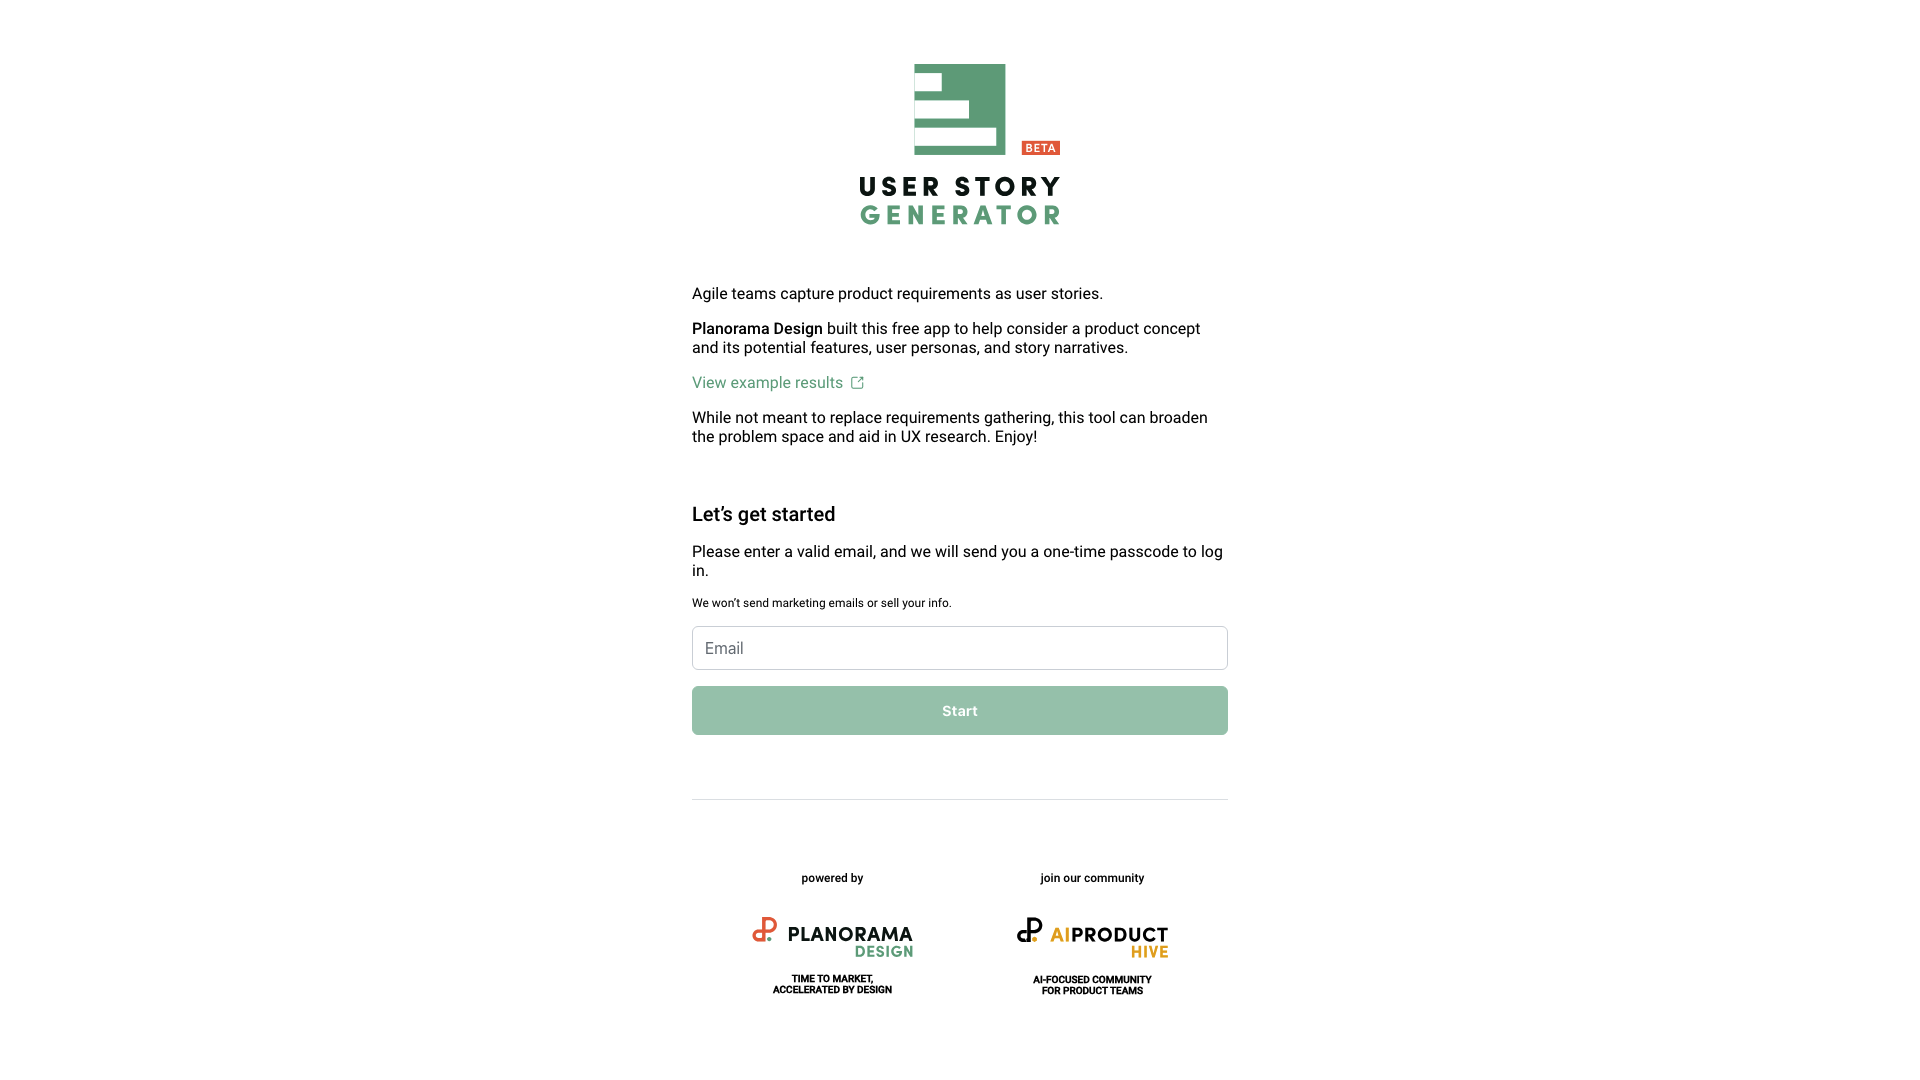 BETA
USER STORY
GENERATOR
Agile teams capture product requirements as user stories.
Planorama Design built this free app to help consider a product concept
and its potential features, user personas, and story narratives.
View example results
While not meant to replace requirements gathering, this tool can broaden
the problem space and aid in UX research. Enjoy!
Let’s get started
Please enter a valid email, and we will send you a one-time passcode to log
in.
We won’t send marketing emails or sell your info.
Email
Start
powered by
PLANORAMA
DESIGN
TIME TO MARKET,
ACCELERATED BY DESIGN
join our community
AIPRODUCT
HIVE
AI-FOCUSED COMMUNITY
FOR PRODUCT TEAMS